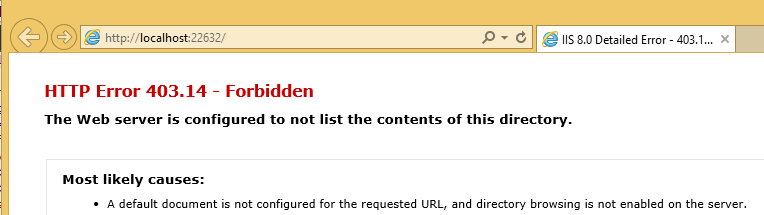 http://localhost:22632/
IIS 8.0 Detailed Error - 403.1...
HTTP Error 403.14 - Forbidden
The Web server is configured to not list the contents of this directory.
Most likely causes:
• A default document is not configured for the requested URL, and directory browsing is not enabled on the server.